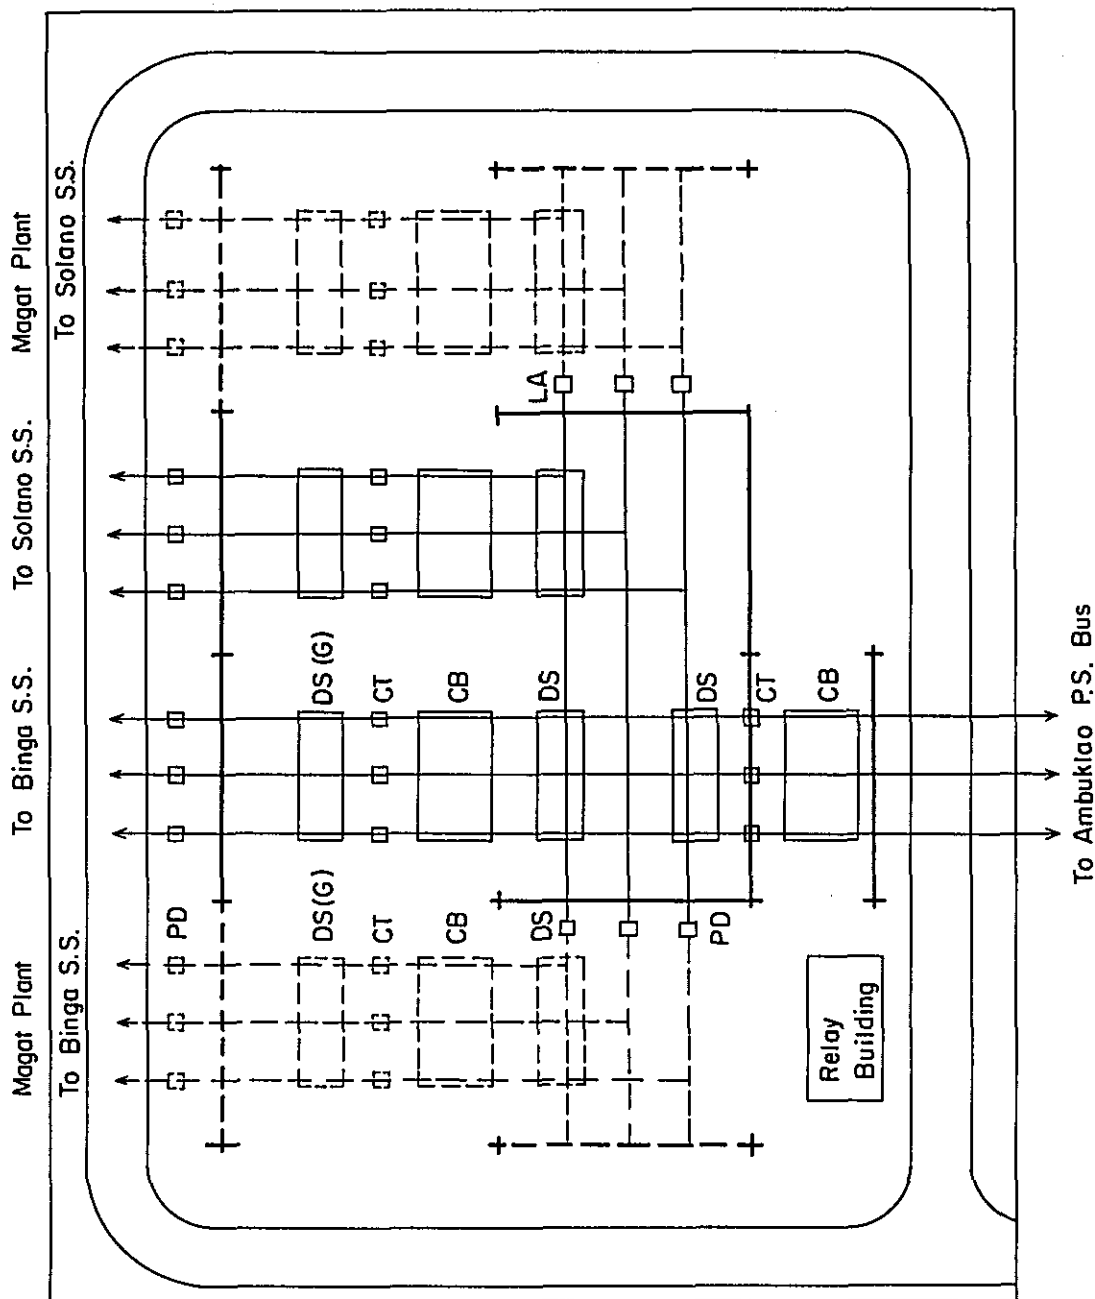 Magat Plant
To Binga S.S.
To Binga S.S.
To Solano S.S.
Magat Plant
To Solano S.S.
PD
DS(G)
CT
CB
DS
PD
DS (G)
CT
CB
DS
DS
CT
CB
LA
Relay
Building
To Ambuklao P.S. Bus